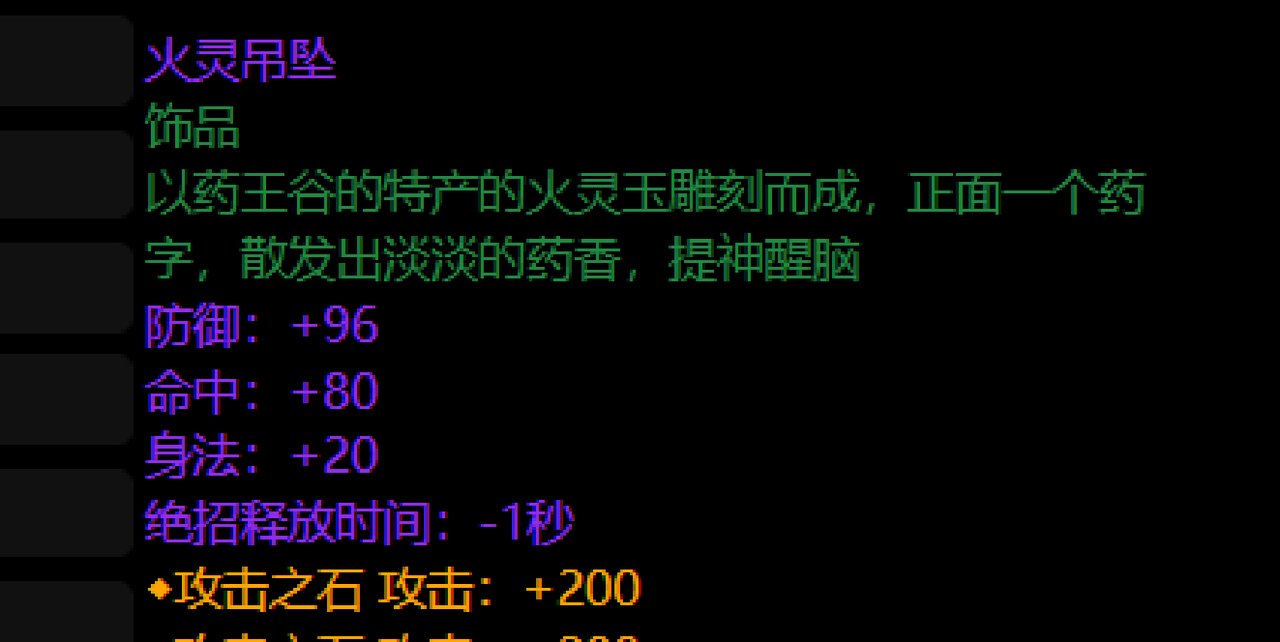 火灵吊坠
饰品
以药王谷的特产的火灵玉雕刻而成，正面一个药
字，散发出淡淡的药香，提神醒脑
防御：+96
命中：+80
身法：+20
绝招释放时间：-1秒
◆攻击之石 攻击：+200